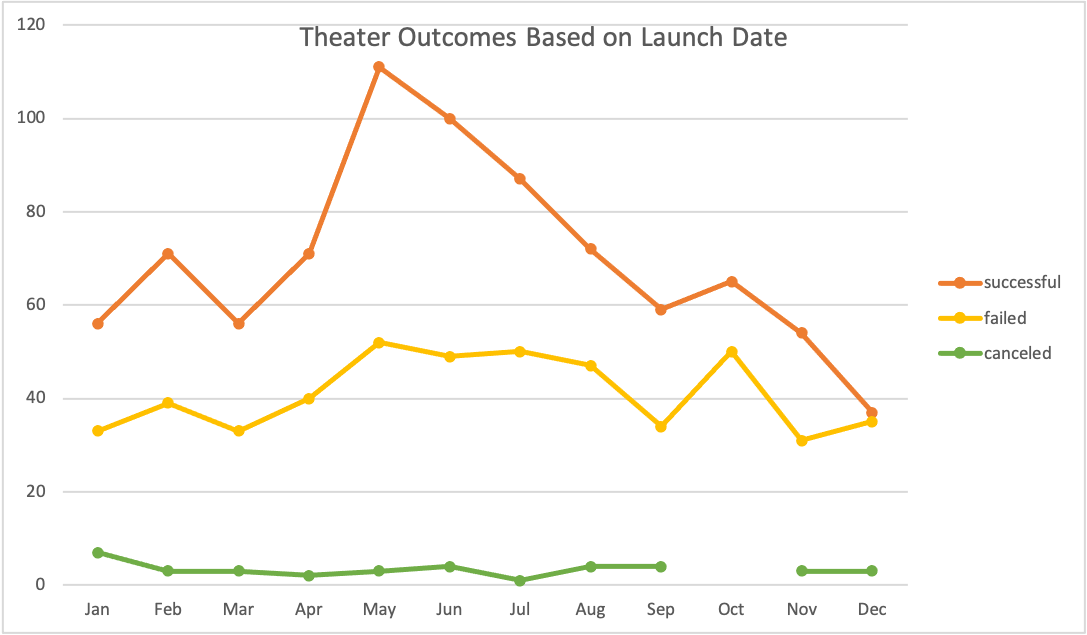 Theater Outcomes Based on Launch Date
120
100
80
60
40
20
0
Jan Feb Mar Apr May Jun Jul Aug Sep Oct Nov Dec
successful
failed
canceled